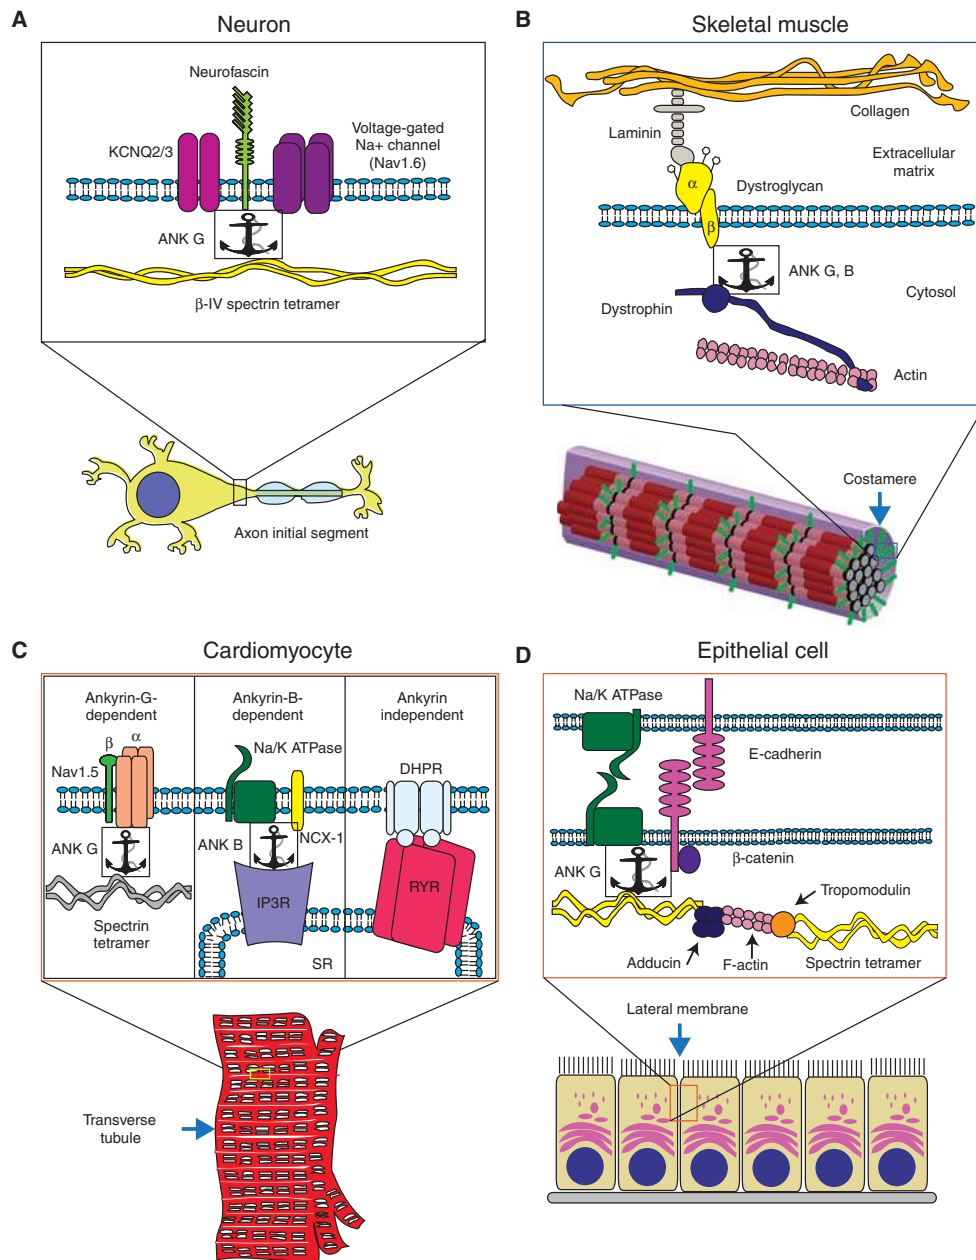 A
Neuron
Neurofascin
KCNQ2/3
Voltage-gated
Na+ channel
(Nav1.6)
ANK G
β-IV spectrin tetramer
Axon initial segment
B
Skeletal muscle
Collagen
Laminin
Extracellular
matrix
α
Dystroglycan
β
ANK G, B
Cytosol
Dystrophin
Actin
Costamere
C
Cardiomyocyte
Ankyrin-G-
dependent
Ankyrin-B-
dependent
Ankyrin
independent
β
α
Nav1.5
ANK G
Spectrin
tetramer
Na/K ATPase
ANK B
NCX-1
IP3R
SR
DHPR
RYR
Transverse
tubule
D
Epithelial cell
Na/K ATPase
E-cadherin
β-catenin
ANK G
Tropomodulin
Adducin
F-actin
Spectrin tetramer
Lateral membrane